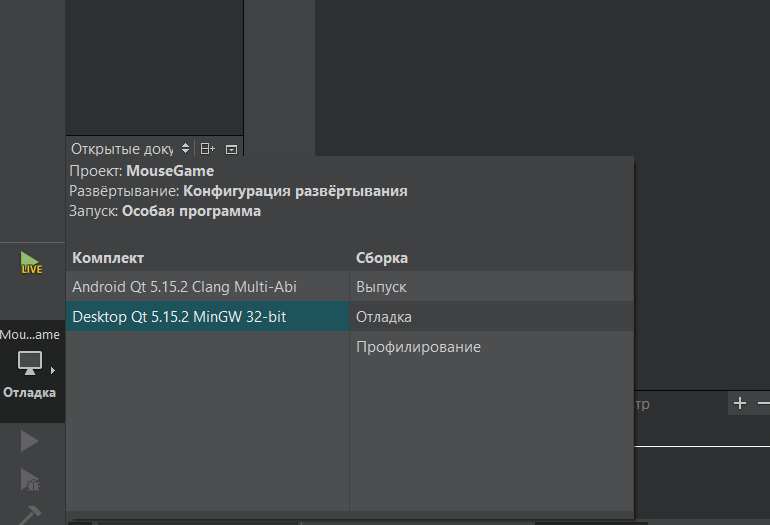 Открытые доку
Проект: MouseGame
Развёртывание: Конфигурация развёртывания
Запуск: Особая программа
Комплект Сборка
LIVE
Android Qt 5.15.2 Clang Multi-Abi Выпуск
Desktop Qt 5.15.2 MinGW 32-bit Отладка
Mou...ame
Профилирование
Отладка
тр